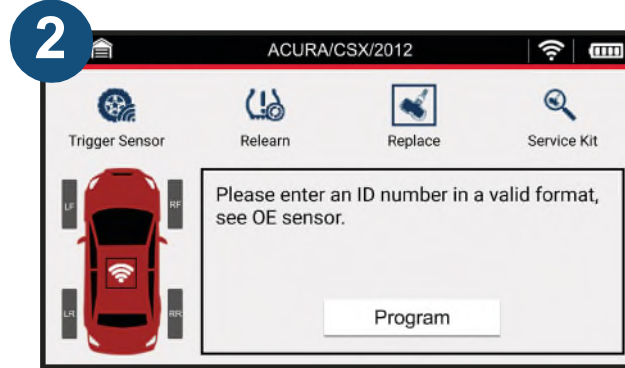 2
ACURA/CSX/2012
Trigger Sensor
Relearn
Replace
Service Kit
LF
RF
LR
RR
Please enter an ID number in a valid format,
see OE sensor.
Program